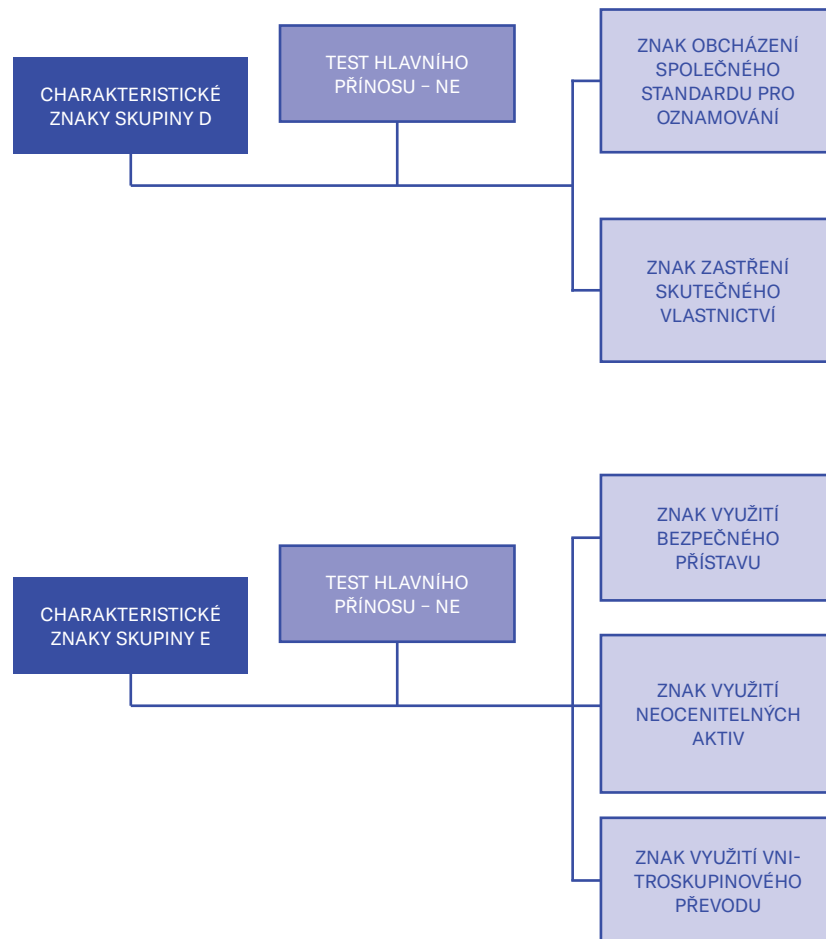 CHARAKTERISTICKÉ
ZNAKY SKUPINY D
TEST HLAVNÍHO
PŘÍNOSU – NE
ZNAK OBCHÁZENÍ
SPOLEČNÉHO
STANDARDU PRO
OZNAMOVÁNÍ
ZNAK ZASTŘENÍ
SKUTEČNÉHO
VLASTNICTVÍ
CHARAKTERISTICKÉ
ZNAKY SKUPINY E
TEST HLAVNÍHO
PŘÍNOSU – NE
ZNAK VYUŽITÍ
BEZPEČNÉHO
PŘÍSTAVU
ZNAK VYUŽITÍ
NEOCENITELNÝCH
AKTIV
ZNAK VYUŽITÍ VNI-
TROSKUPINOVÉHO
PŘEVODU